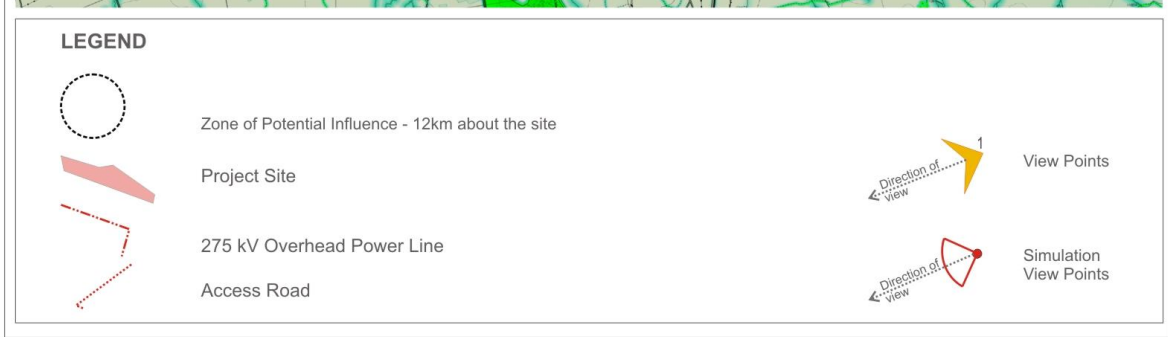 LEGEND
Zone of Potential Influence - 12km about the site
Project Site
275 kV Overhead Power Line
Access Road
1
Direction of
view
View Points
Direction of
view
Simulation
View Points